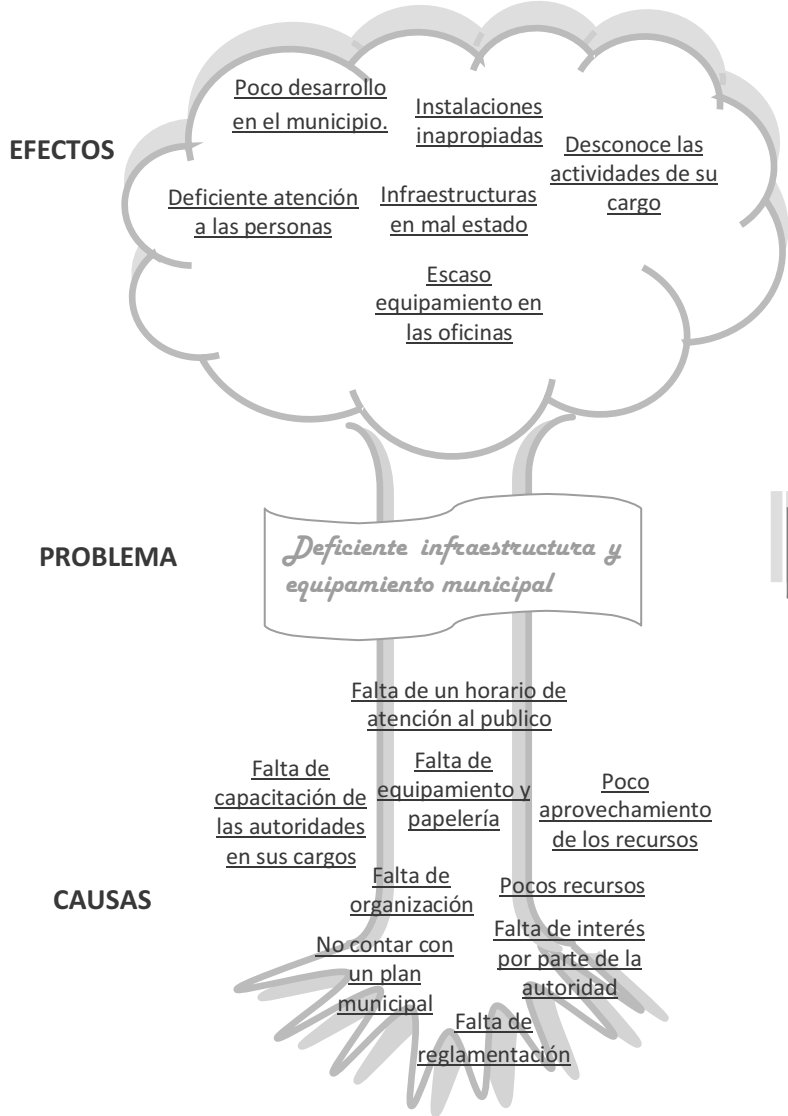 EFECTOS
Poco desarrollo
en el municipio.
Instalaciones
inapropiadas
Desconoce las
actividades de su
cargo
Deficiente atención
a las personas
Infraestructuras
en mal estado
Escaso
equipamiento en
las oficinas
PROBLEMA
Deficiente infraestructura y
equipamiento municipal
CAUSAS
Falta de un horario de
atención al publico
Falta de
capacitación de
las autoridades
en sus cargos
Falta de
equipamiento y
papelería
Poco
aprovechamiento
de los recursos
Falta de
organización
Pocos recursos
No contar con
un plan
municipal
Falta de interés
por parte de la
autoridad
Falta de
reglamentación